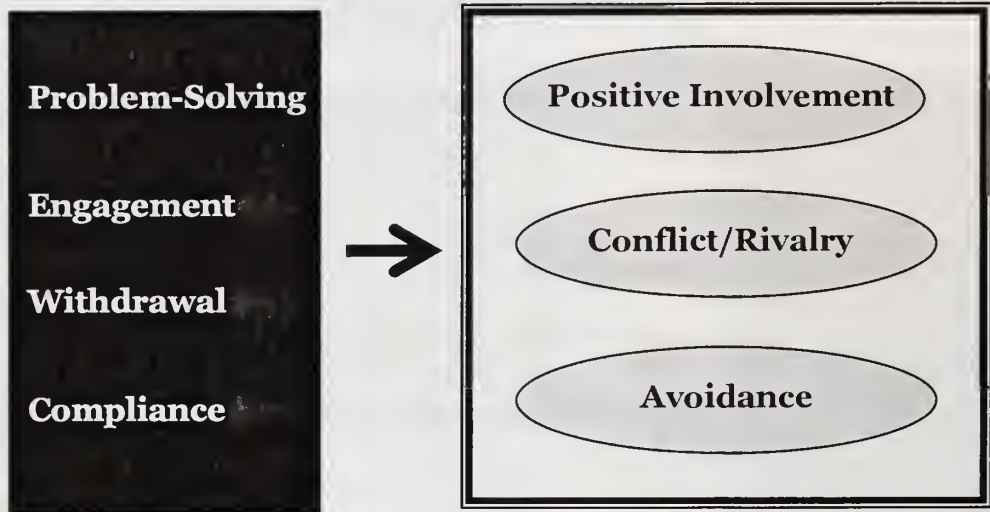 Problem-Solving
Engagement
Withdrawal
Compliance
Positive Involvement
Conflict/Rivalry
Avoidance